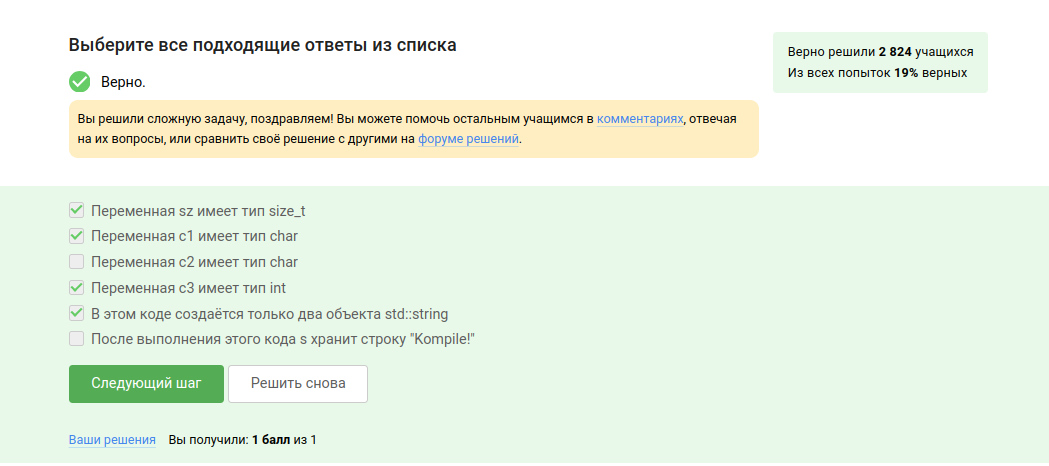 Выберите все подходящие ответы из списка
Верно решили 2 824 учащихся
Из всех попыток 19% верных
Верно.
Вы решили сложную задачу, поздравляем! Вы можете помочь остальным учащимся в комментариях, отвечая
на их вопросы, или сравнить своё решение с другими на форуме решений.
Переменная sz имеет тип size_t
Переменная c1 имеет тип char
Переменная c2 имеет тип char
Переменная c3 имеет тип int
В этом коде создаётся только два объекта std::string
После выполнения этого кода s хранит строку "Kompile!"
Следующий шаг
Решить снова
Ваши решения Вы получили: 1 балл из 1